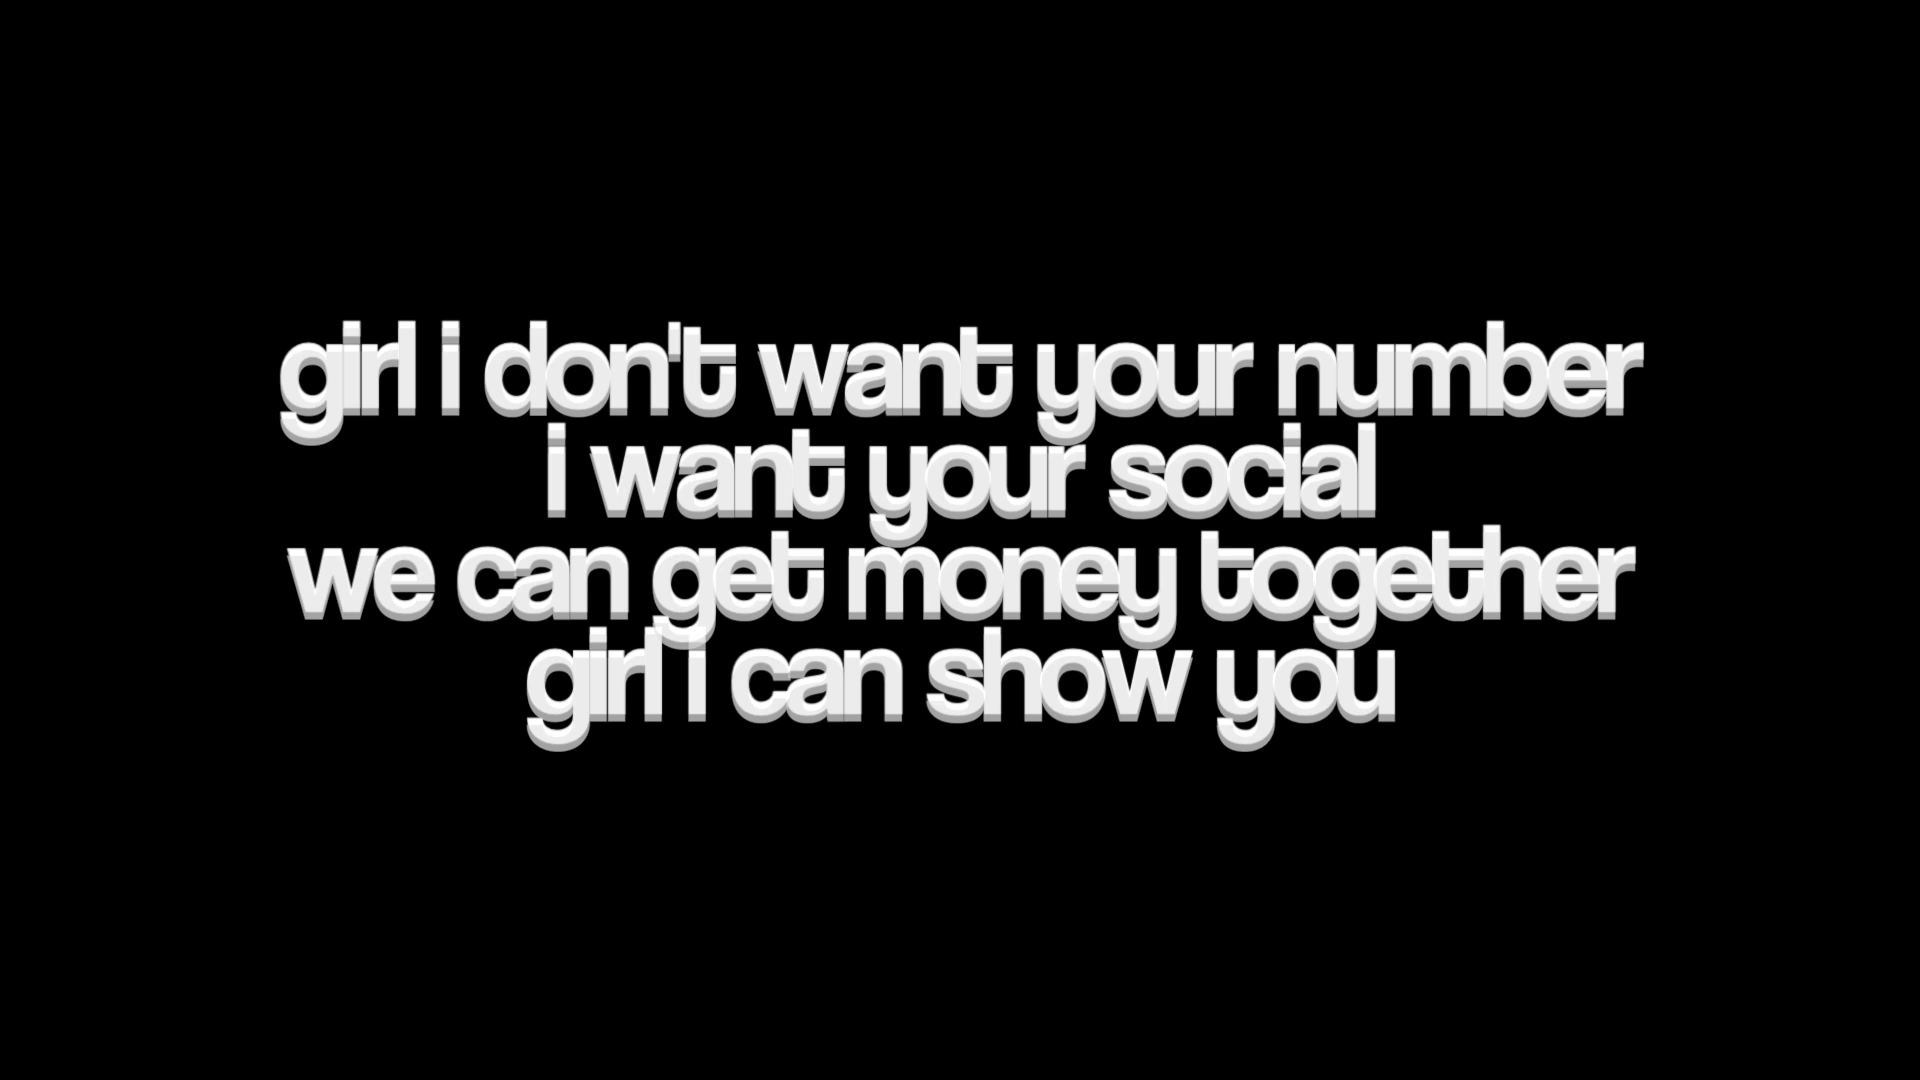 girl i don't want your number
i want your social
we can get money together
girl i can show you